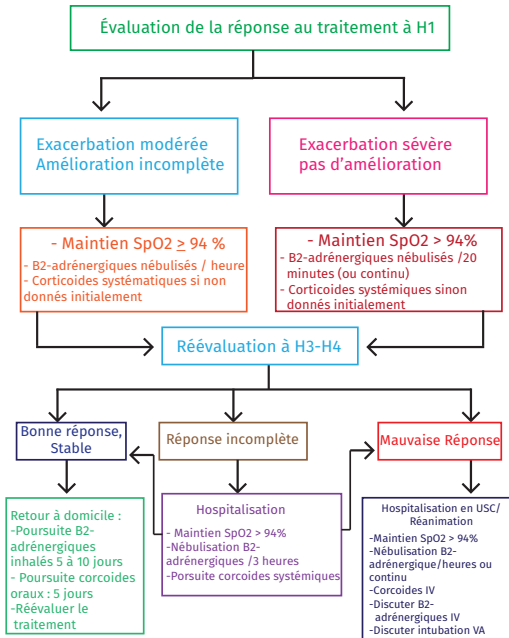 Évaluation de la réponse au traitement à H1
Exacerbation modérée
Amélioration incomplète
Exacerbation sévère
pas d’amélioration
- Maintien SpO2 ≥ 94 %
- B2-adrénergiques nébulisés / heure
- Corticoides systématiques si non
donnés initialement
- Maintien SpO2 > 94%
- B2-adrénergiques nébulisés /20
minutes (ou continu)
- Corticoides systémiques sinon
donnés initialement
Réévaluation à H3-H4
Bonne réponse,
Stable
Réponse incomplète
Mauvaise Réponse
Retour à domicile :
-Poursuite B2-
adrénergiques
inhalés 5 à 10 jours
- Poursuite corcoides
oraux : 5 jours
-Réévaluer le
traitement
Hospitalisation
- Maintien SpO2 > 94%
-Nébulisation B2-
adrénergiques /3 heures
-Porsuite corcoides systémiques
Hospitalisation en USC/
Réanimation
-Maintien SpO2 > 94%
-Nébulisation B2-
adrénergique/heures ou
continu
-Corcoides IV
-Discuter B2-
adrénergiques IV
-Discuter intubation VA